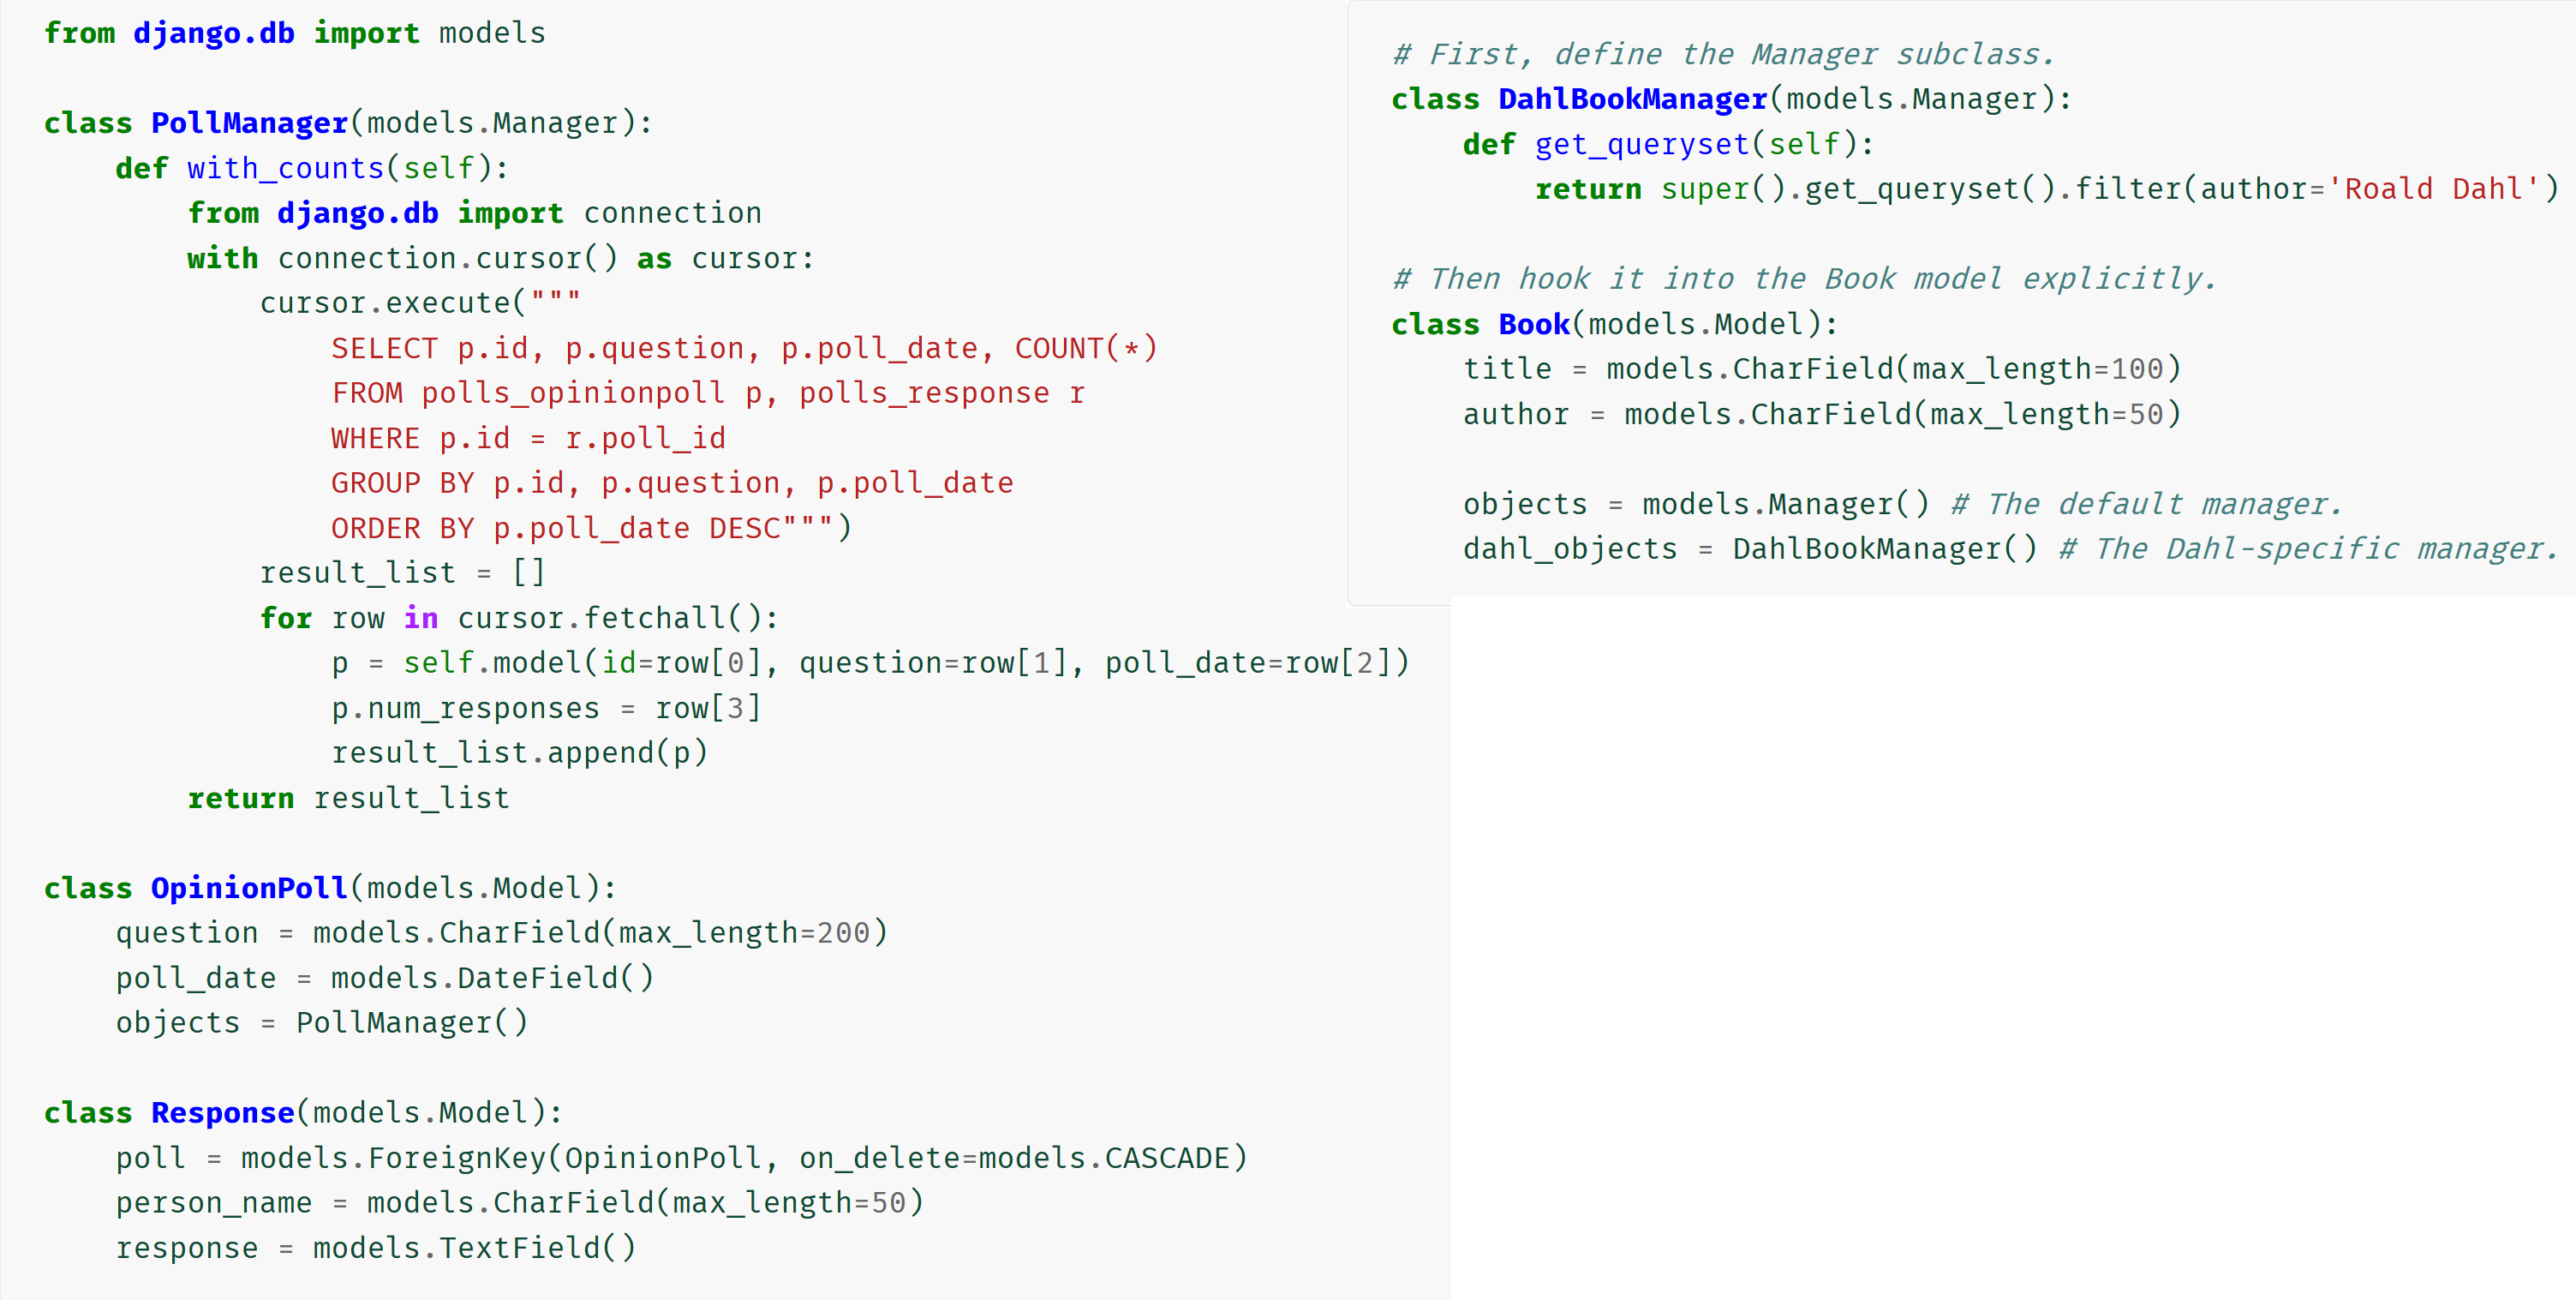 from django.db import models

class PollManager(models.Manager):
    def with_counts(self):
        from django.db import connection
        with connection.cursor() as cursor:
            cursor.execute("""
                SELECT p.id, p.question, p.poll_date, COUNT(*)
                FROM polls_opinionpoll p, polls_response r
                WHERE p.id = r.poll_id
                GROUP BY p.id, p.question, p.poll_date
                ORDER BY p.poll_date DESC""")
            result_list = []
            for row in cursor.fetchall():
                p = self.model(id=row[0], question=row[1], poll_date=row[2])
                p.num_responses = row[3]
                result_list.append(p)
        return result_list

class OpinionPoll(models.Model):
    question = models.CharField(max_length=200)
    poll_date = models.DateField()
    objects = PollManager()

class Response(models.Model):
    poll = models.ForeignKey(OpinionPoll, on_delete=models.CASCADE)
    person_name = models.CharField(max_length=50)
    response = models.TextField()

# First, define the Manager subclass.
class DahlBookManager(models.Manager):
    def get_queryset(self):
        return super().get_queryset().filter(author='Roald Dahl')

# Then hook it into the Book model explicitly.
class Book(models.Model):
    title = models.CharField(max_length=100)
    author = models.CharField(max_length=50)

    objects = models.Manager() # The default manager.
    dahl_objects = DahlBookManager() # The Dahl-specific manager.